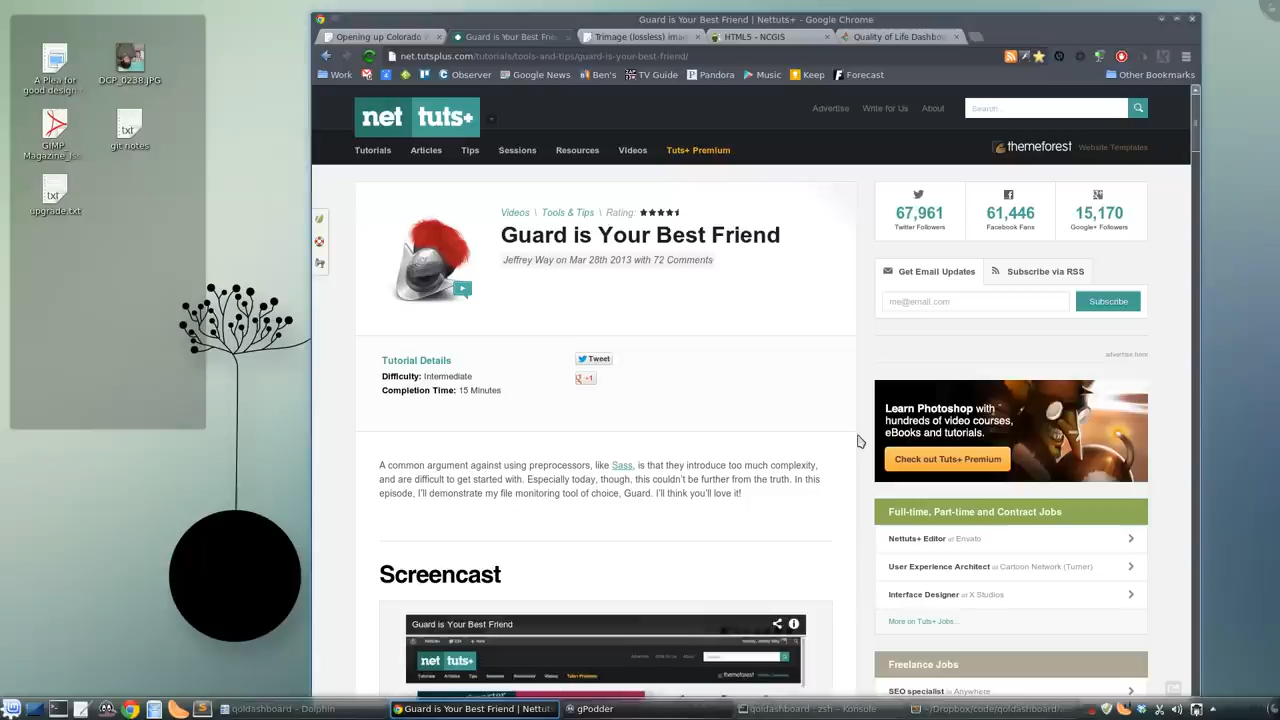 Guard is Your Best Friend | Nettuts+ - Google Chrome
Opening up Colorado
Guard is Your Best Frien
Trimage (lossless) imag
HTML5 - NCGIS
Quality of Life Dashbo
net.tutsplus.com/tutorials/tools-and-tips/guard-is-your-best-friend/
Work
Observer
Google News
Ben's
TV Guide
Pandora
Music
Keep
Forecast
Other Bookmarks
A Plea for
good design...
DCP_0238.JPG
GIMP
Magazine_Iss
git notes
upgrade.txt
net tuts+
Advertise
Write for Us
About
Search...
Tutorials
Articles
Tips
Sessions
Resources
Videos
Tuts+ Premium
themeforest
Website Templates
Videos \ Tools & Tips \ Rating:
Guard is Your Best Friend
Jeffrey Way on Mar 28th 2013 with 72 Comments
67,961
Twitter Followers
61,446
Facebook Fans
15,170
Google+ Followers
Get Email Updates
Subscribe via RSS
me@email.com
Subscribe
advertise here
Tutorial Details
Difficulty: Intermediate
Completion Time: 15 Minutes
Tweet
+1
Learn Photoshop with
hundreds of video courses,
eBooks and tutorials.
Check out Tuts+ Premium
A common argument against using preprocessors, like Sass, is that they introduce too much complexity,
and are difficult to get started with. Especially today, though, this couldn't be further from the truth. In this
episode, I'll demonstrate my file monitoring tool of choice, Guard. I'll think you'll love it!
Full-time, Part-time and Contract Jobs
Nettuts+ Editor at Envato
User Experience Architect at Cartoon Network (Turner)
Interface Designer at X Studios
More on Tuts+ Jobs...
Screencast
Guard is Your Best Friend
net tuts+
Freelance Jobs
SEO specialist in Anywhere
qoldashboard - Dolphin
Guard is Your Best Friend | Nettut
gPodder
qoldashboard : zsh - Konsole
~/Dropbox/code/qoldashboard/